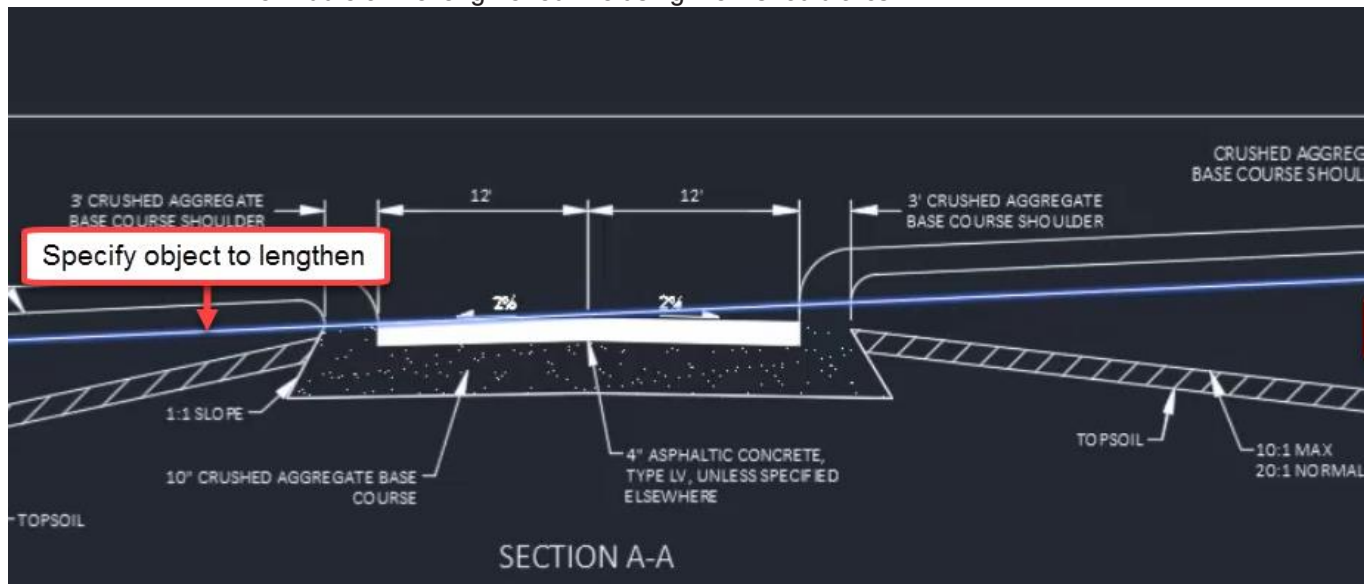 CRUSHED AGGREG
BASE COURSE SHOUL
3' CRUSHED AGGREGATE
BASE COURSE SHOULDER
12'
12'
3' CRUSHED AGGREGATE
BASE COURSE SHOULDER
Specify object to lengthen
2%
2%
1:1 SLOPE
10" CRUSHED AGGREGATE BASE
COURSE
4" ASPHALTIC CONCRETE,
TYPE LV, UNLESS SPECIFIED
ELSEWHERE
TOPSOIL
10:1 MAX
20:1 NORMAL
TOPSOIL
SECTION A-A